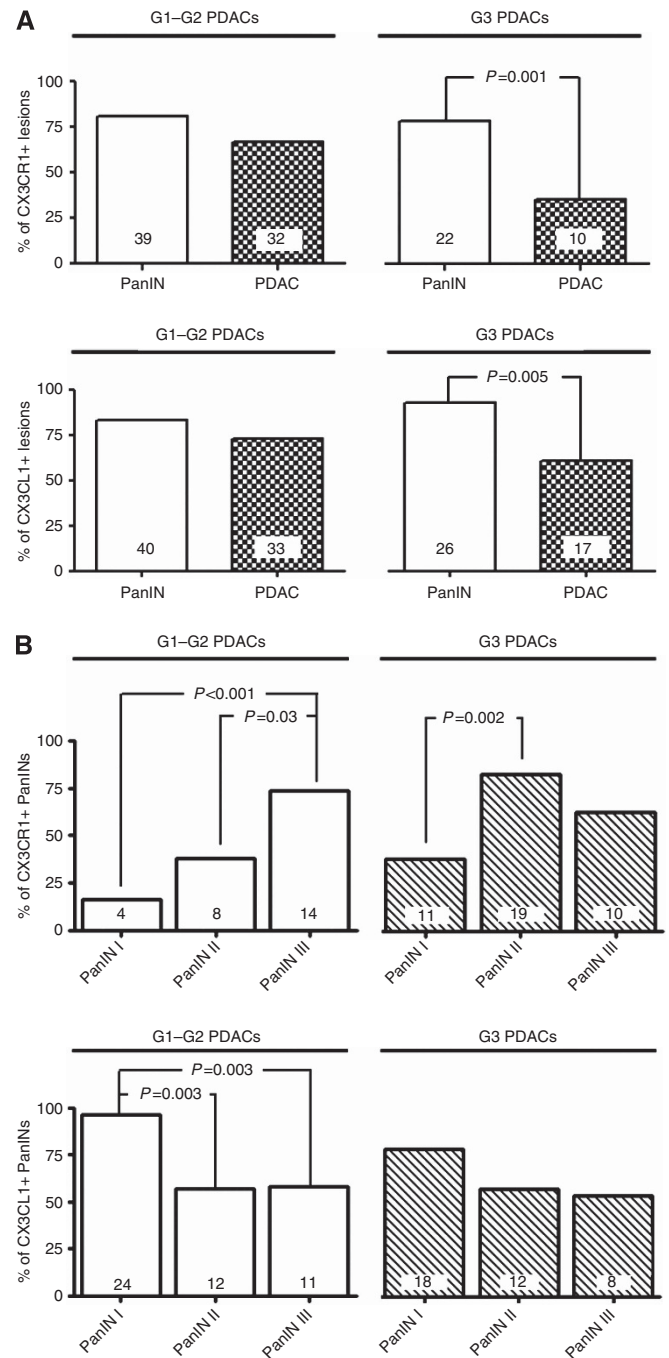 A
G1–G2 PDACs
G3 PDACs
% of CX3CR1+ lesions
100
75
50
25
0
P=0.001
39
32
22
10
PanIN
PDAC
PanIN
PDAC
G1–G2 PDACs
G3 PDACs
% of CX3CL1+ lesions
100
75
50
25
0
P=0.005
40
33
26
17
PanIN
PDAC
PanIN
PDAC
B
G1–G2 PDACs
G3 PDACs
% of CX3CR1+ PanINs
100
75
50
25
0
P<0.001
P=0.03
P=0.002
4
8
14
11
19
10
PanIN I
PanIN II
PanIN III
PanIN I
PanIN II
PanIN III
G1–G2 PDACs
G3 PDACs
% of CX3CL1+ PanINs
100
75
50
25
0
P=0.003
P=0.003
24
12
11
18
12
8
PanIN I
PanIN II
PanIN III
PanIN I
PanIN II
PanIN III